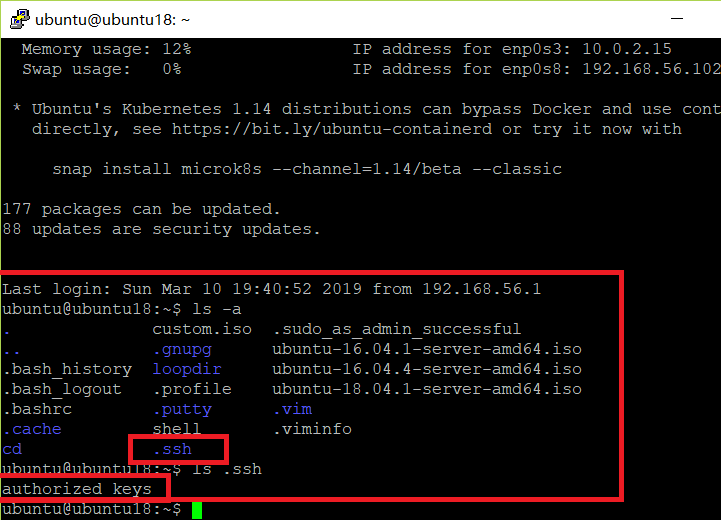 ubuntu@ubuntu18: ~
Memory usage: 12% IP address for enp0s3: 10.0.2.15
Swap usage: 0% IP address for enp0s8: 192.168.56.102
* Ubuntu's Kubernetes 1.14 distributions can bypass Docker and use cont
directly, see https://bit.ly/ubuntu-containerd or try it now with
snap install microk8s --channel=1.14/beta --classic
177 packages can be updated.
88 updates are security updates.
Last login: Sun Mar 10 19:40:52 2019 from 192.168.56.1
ubuntu@ubuntu18:~$ ls -a
. custom.iso .sudo_as_admin_successful
.. .gnupg ubuntu-16.04.1-server-amd64.iso
.bash_history loopdir ubuntu-16.04.4-server-amd64.iso
.bash_logout .profile ubuntu-18.04.1-server-amd64.iso
.bashrc .putty .vim
.cache shell .viminfo
cd .ssh
ubuntu@ubuntu18:~$ ls .ssh
authorized_keys
ubuntu@ubuntu18:~$